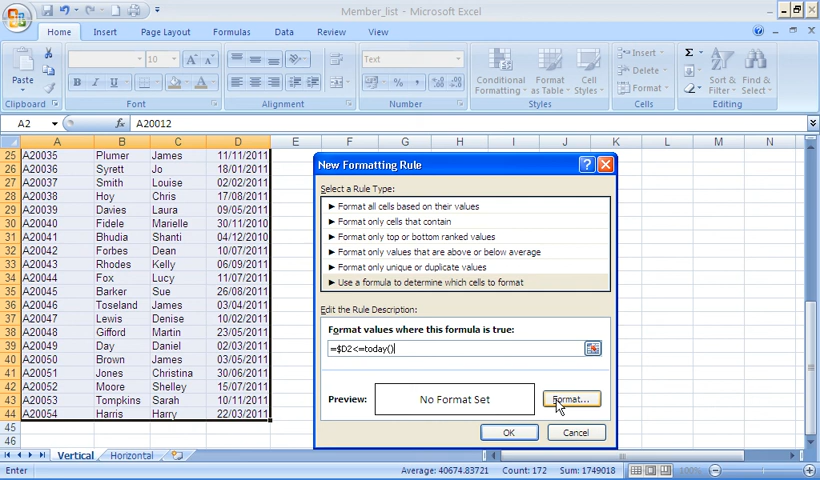 Member_list - Microsoft Excel
Home Insert Page Layout Formulas Data Review View
Paste
10
Text
B I U
% , .0 .00 .00 .0
Conditional Formatting
Format as Table
Cell Styles
Insert
Delete
Format
Σ
Sort & Filter
Find & Select
Clipboard Font Alignment Number Styles Cells Editing
A2 fx A20012
A B C D E F G H I J K L M N
25 A20035 Plumer James 11/11/2011
26 A20036 Syrett Jo 18/01/2011
27 A20037 Smith Louise 02/02/2011
28 A20038 Hoy Chris 17/08/2011
29 A20039 Davies Laura 09/05/2011
30 A20040 Fidele Marielle 30/11/2010
31 A20041 Bhudia Shanti 04/12/2010
32 A20042 Forbes Dean 10/07/2011
33 A20043 Rhodes Kelly 06/09/2011
34 A20044 Fox Lucy 11/07/2011
35 A20045 Barker Sue 26/08/2011
36 A20046 Toseland James 03/04/2011
37 A20047 Lewis Denise 10/02/2011
38 A20048 Gifford Martin 23/05/2011
39 A20049 Day Daniel 02/03/2011
40 A20050 Brown James 03/05/2011
41 A20051 Jones Christina 30/06/2011
42 A20052 Moore Shelley 15/07/2011
43 A20053 Tompkins Sarah 10/11/2011
44 A20054 Harris Harry 22/03/2011
45
46
New Formatting Rule
Select a Rule Type:
► Format all cells based on their values
► Format only cells that contain
► Format only top or bottom ranked values
► Format only values that are above or below average
► Format only unique or duplicate values
► Use a formula to determine which cells to format
Edit the Rule Description:
Format values where this formula is true:
=$D2<=today()
Preview: No Format Set Format...
OK Cancel
Vertical Horizontal
Enter Average: 40674.83721 Count: 172 Sum: 1749018 100%